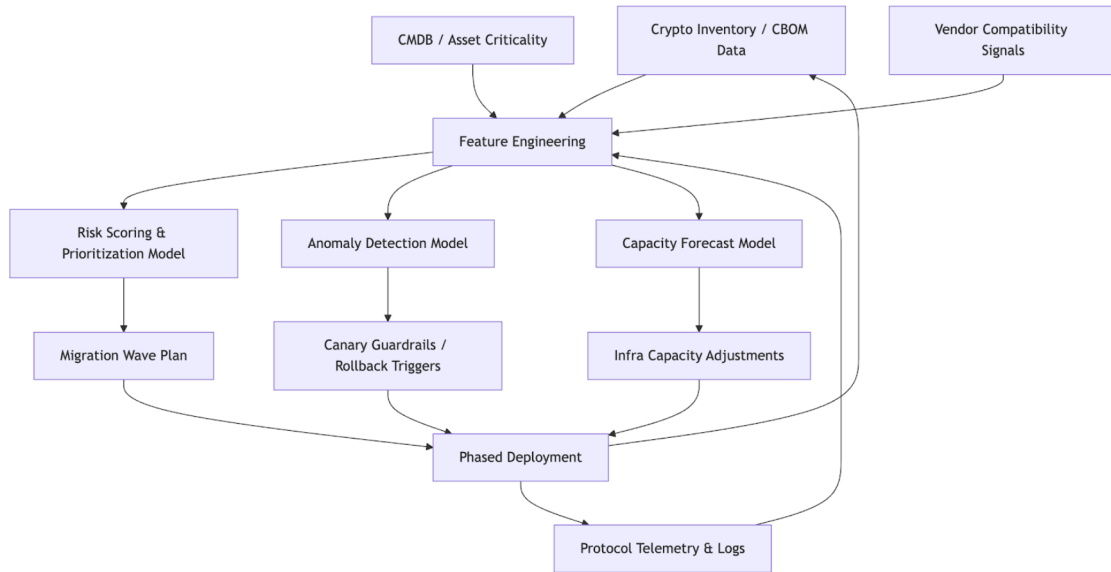 CMDB / Asset Criticality
Crypto Inventory / CBOM
Data
Vendor Compatibility
Signals
Feature Engineering
Risk Scoring &
Prioritization Model
Anomaly Detection Model
Capacity Forecast Model
Migration Wave Plan
Canary Guardrails /
Rollback Triggers
Infra Capacity Adjustments
Phased Deployment
Protocol Telemetry & Logs